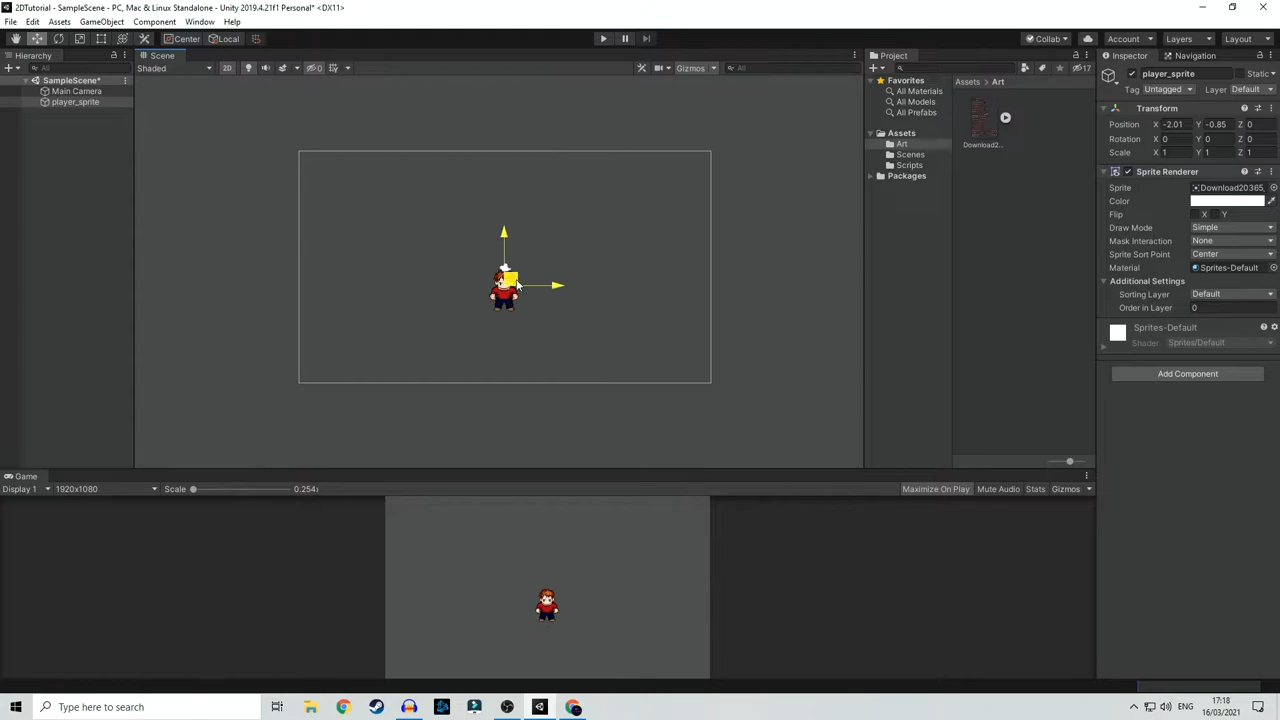 2DTutorial - SampleScene - PC, Mac & Linux Standalone - Unity 2019.4.21f1 Personal* <DX11>
File Edit Assets GameObject Component Window Help
Center Local Collab Account Layers Layout
Hierarchy Scene Project Inspector Navigation
All Shaded 2D 0 Gizmos All 17
SampleScene*
Main Camera
player_sprite
Favorites
All Materials
All Models
All Prefabs
Assets
Art
Scenes
Scripts
Packages
Assets > Art
Download2...
player_sprite Static
Tag Untagged Layer Default
Transform
Position X -2.01 Y -0.85 Z 0
Rotation X 0 Y 0 Z 0
Scale X 1 Y 1 Z 1
Sprite Renderer
Sprite Download20365
Color
Flip X Y
Draw Mode Simple
Mask Interaction None
Sprite Sort Point Center
Material Sprites-Default
Additional Settings
Sorting Layer Default
Order in Layer 0
Sprites-Default
Shader Sprites/Default
Add Component
Game
Display 1 1920x1080 Scale 0.254 Maximize On Play Mute Audio Stats Gizmos
Type here to search
ENG
17:18
16/03/2021